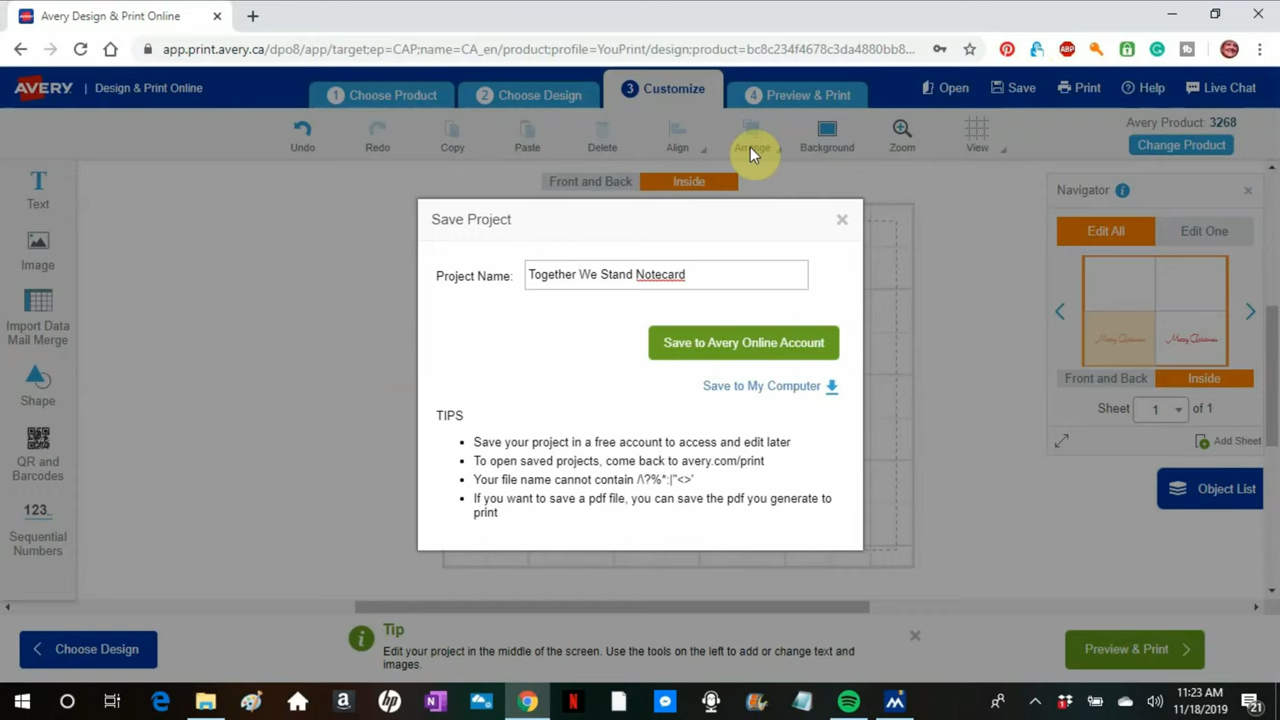 Avery Design & Print Online
app.print.avery.ca/dpo8/app/target;ep=CAP;name=CA_en/product:profile=YouPrint/design:product=bc8c234f4678c3da4880bb8...
AVERY | Design & Print Online
1 Choose Product
2 Choose Design
3 Customize
4 Preview & Print
Open
Save
Print
Help
Live Chat
Undo
Redo
Copy
Paste
Delete
Align
Arrange
Background
Zoom
View
Avery Product: 3268
Change Product
Text
Image
Import Data
Mail Merge
Shape
QR and
Barcodes
123...
Sequential
Numbers
Front and Back
Inside
Save Project
Project Name:
Together We Stand Notecard
Save to Avery Online Account
Save to My Computer
TIPS
• Save your project in a free account to access and edit later
• To open saved projects, come back to avery.com/print
• Your file name cannot contain /\?%*:|"<>'
• If you want to save a pdf file, you can save the pdf you generate to
print
Navigator
Edit All
Edit One
Merry Christmas
Merry Christmas
Front and Back
Inside
Sheet 1 of 1
Add Sheet
Object List
Choose Design
Tip
Edit your project in the middle of the screen. Use the tools on the left to add or change text and
images.
Preview & Print
11:23 AM
11/18/2019
21